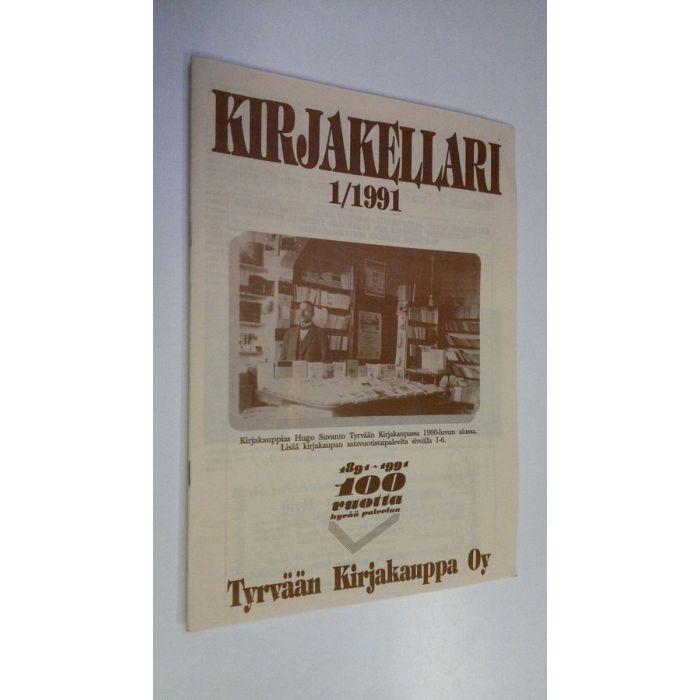 KIRJAKELLARI
1/1991
Kirjakauppias Hugo Suvanto Tyrvään Kirjakaupassa 1900-luvun alussa.
Lisää kirjakaupan satavuotistaipaleelta sivuilla 1-6.
1891-1991
100
vuotta
hyvää palvelua
Tyrvään Kirjakauppa Oy